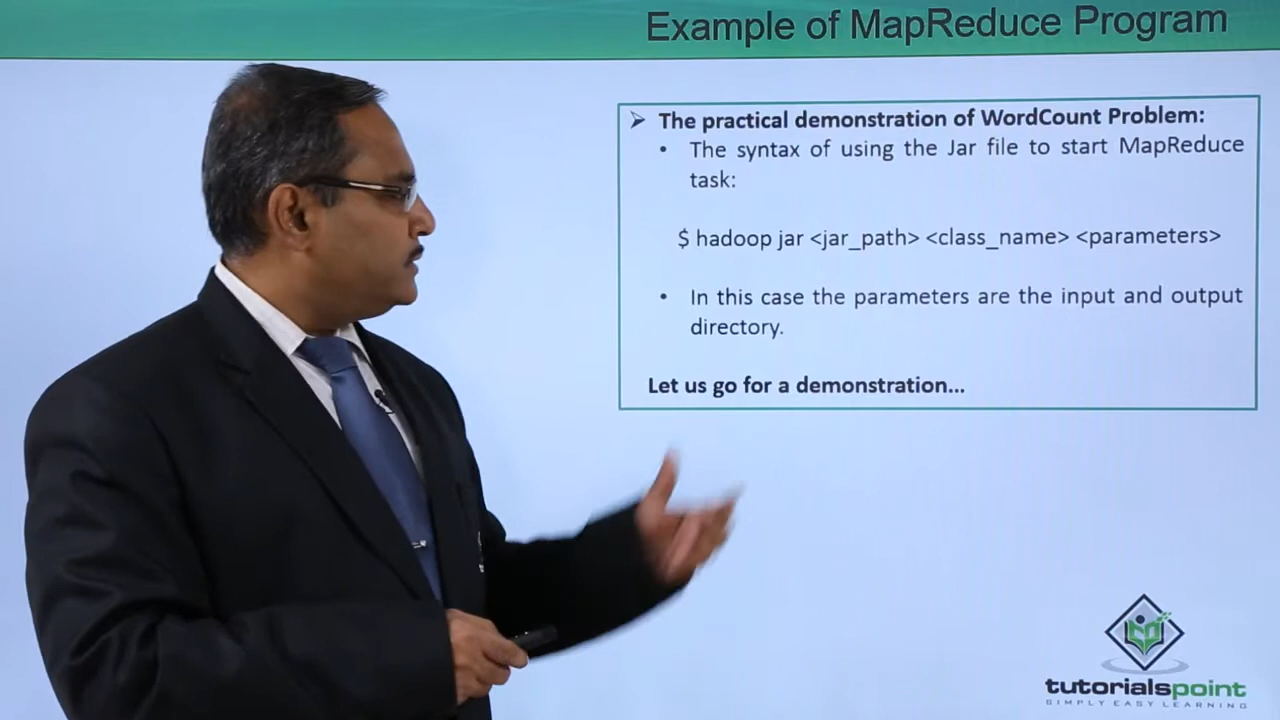 Example of MapReduce Program
➢ The practical demonstration of WordCount Problem:
• The syntax of using the Jar file to start MapReduce
task:
$ hadoop jar <jar_path> <class_name> <parameters>
• In this case the parameters are the input and output
directory.
Let us go for a demonstration...
tutorialspoint
SIMPLY EASY LEARNING